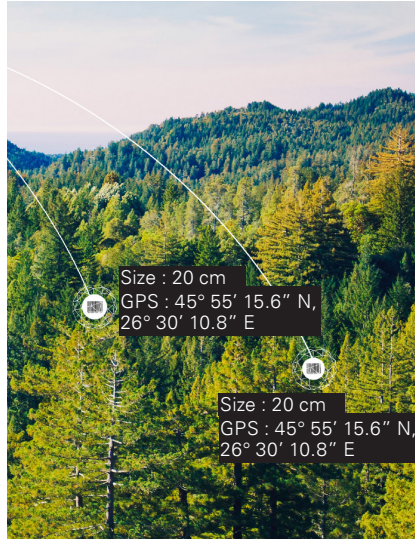 Size : 20 cm
GPS : 45° 55′ 15.6″ N,
26° 30′ 10.8″ E
Size : 20 cm
GPS : 45° 55′ 15.6″ N,
26° 30′ 10.8″ E